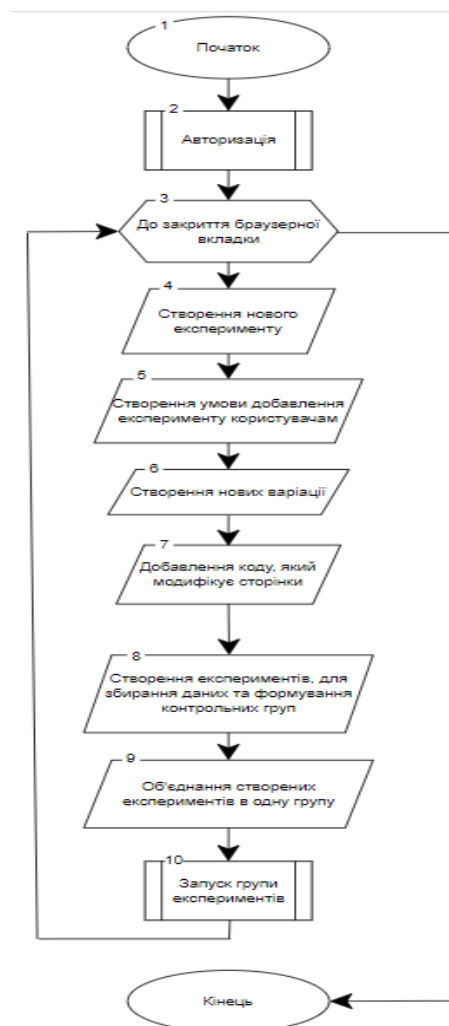 1
Початок
2
Авторизація
3
До закриття браузерної
вкладки
4
Створення нового
експерименту
5
Створення умови добавлення
експерименту користувачам
6
Створення нових варіації
7
Добавлення коду, який
модифікує сторінки
8
Створення експериментів, для
збирання даних та формування
контрольних груп
9
Об'єднання створених
експериментів в одну групу
10
Запуск групи
експериментів
Кінець